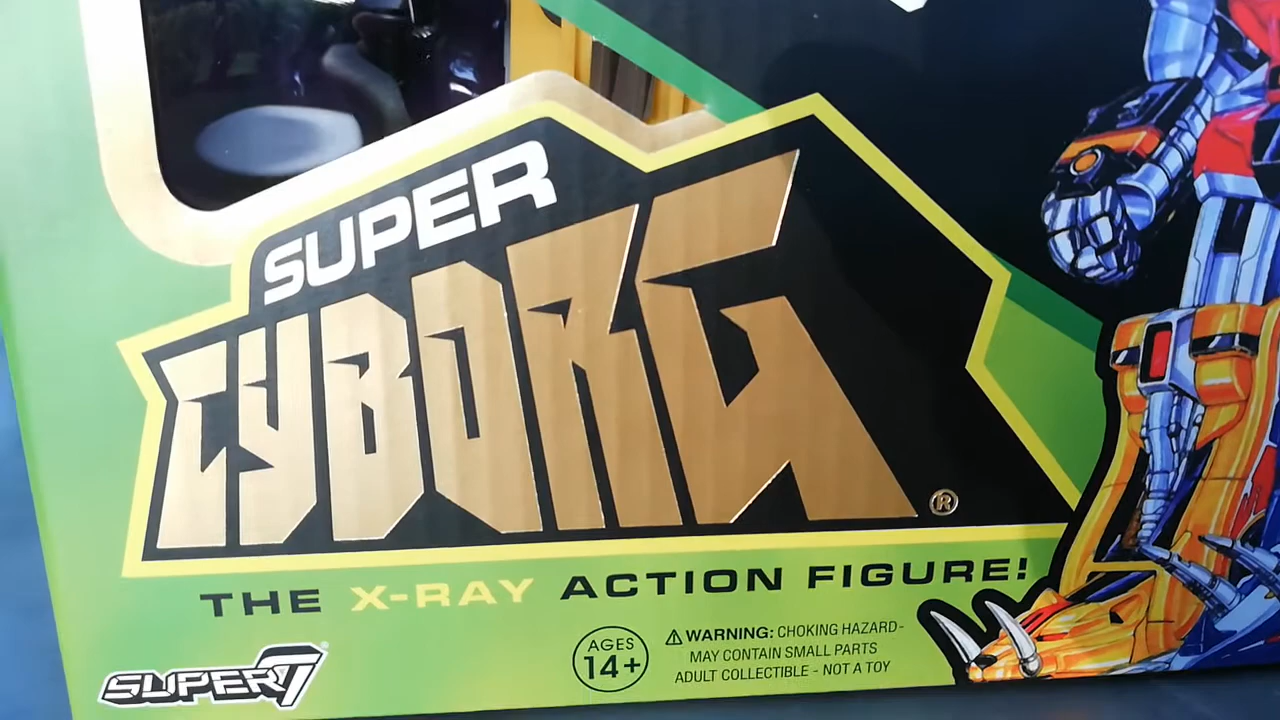 SUPER
CYBORG®
THE X-RAY ACTION FIGURE!
SUPER7®
AGES
14+
⚠ WARNING: CHOKING HAZARD-
MAY CONTAIN SMALL PARTS
ADULT COLLECTIBLE - NOT A TOY